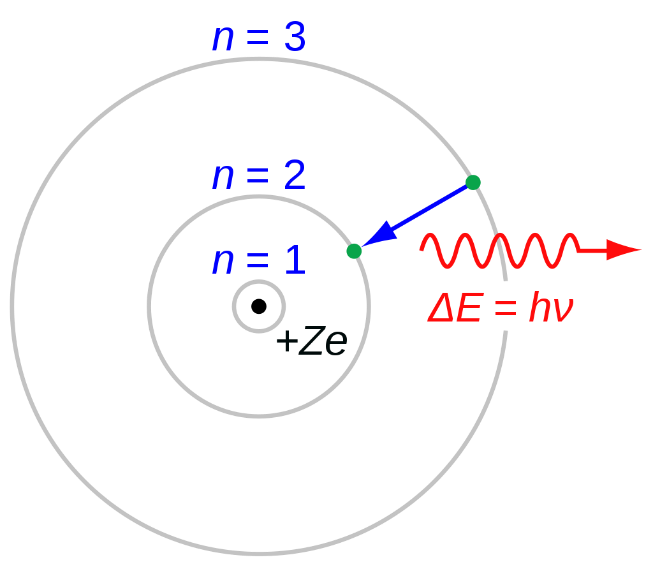 n = 3
n = 2
n = 1
+Ze
ΔE = hν